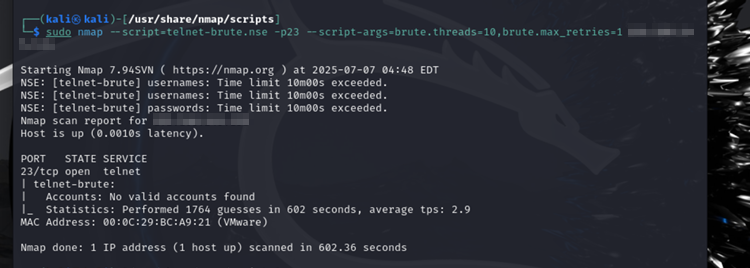 ┌──(kali㉿kali)-[/usr/share/nmap/scripts]
└─$ sudo nmap --script=telnet-brute.nse -p23 --script-args=brute.threads=10,brute.max_retries=1
Starting Nmap 7.94SVN ( https://nmap.org ) at 2025-07-07 04:48 EDT
NSE: [telnet-brute] usernames: Time limit 10m00s exceeded.
NSE: [telnet-brute] usernames: Time limit 10m00s exceeded.
NSE: [telnet-brute] passwords: Time limit 10m00s exceeded.
Nmap scan report for
Host is up (0.0010s latency).
PORT   STATE SERVICE
23/tcp open  telnet
| telnet-brute:
|   Accounts: No valid accounts found
|_  Statistics: Performed 1764 guesses in 602 seconds, average tps: 2.9
MAC Address: 00:0C:29:BC:A9:21 (VMware)
Nmap done: 1 IP address (1 host up) scanned in 602.36 seconds